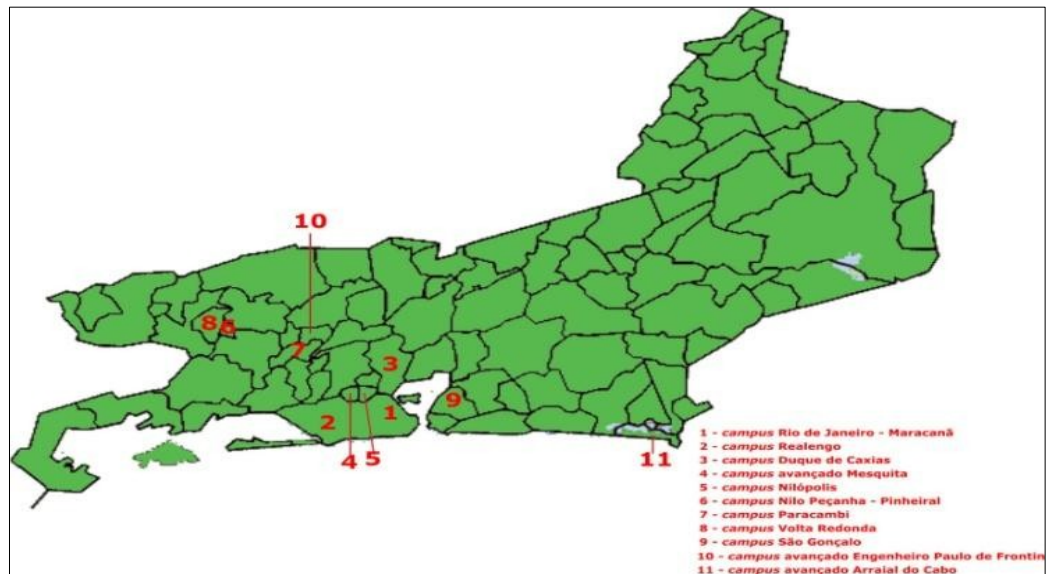 10
8 6
7
3
9
1
2
4 5
11
1 - campus Rio de Janeiro - Maracanã
2 - campus Realengo
3 - campus Duque de Caxias
4 - campus avançado Mesquita
5 - campus Nilópolis
6 - campus Nilo Peçanha - Pinheiral
7 - campus Paracambi
8 - campus Volta Redonda
9 - campus São Gonçalo
10 - campus avançado Engenheiro Paulo de Frontin
11 - campus avançado Arraial do Cabo